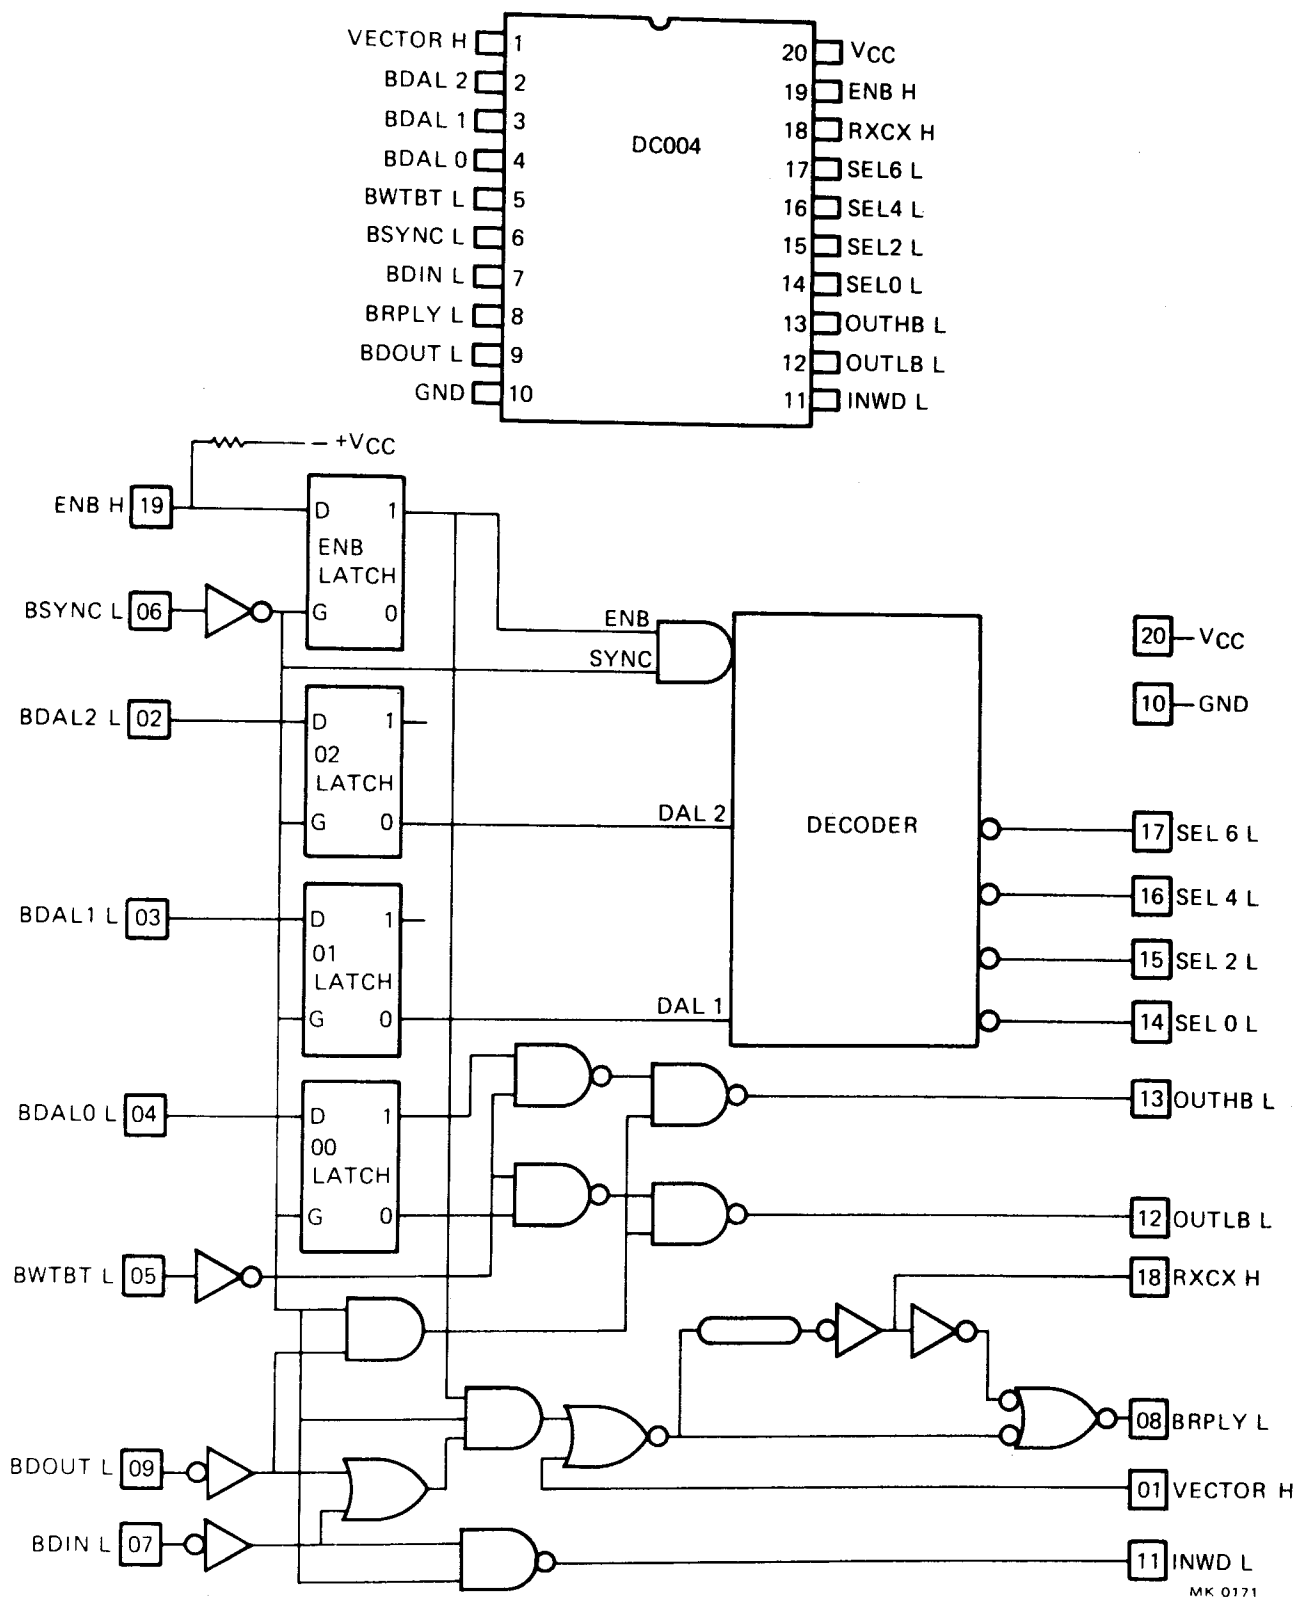 VECTOR H 1
BDAL 2 2
BDAL 1 3
BDAL 0 4
BWTBT L 5
BSYNC L 6
BDIN L 7
BRPLY L 8
BDOUT L 9
GND 10
DC004
20 VCC
19 ENB H
18 RXCX H
17 SEL6 L
16 SEL4 L
15 SEL2 L
14 SEL0 L
13 OUTHB L
12 OUTLB L
11 INWD L
+VCC
ENB H 19
D 1
ENB
LATCH
G 0
BSYNC L 06
ENB
SYNC
20 VCC
10 GND
BDAL2 L 02
D 1
02
LATCH
G 0
DAL 2
DECODER
17 SEL 6 L
16 SEL 4 L
15 SEL 2 L
14 SEL 0 L
BDAL1 L 03
D 1
01
LATCH
G 0
DAL 1
BDAL0 L 04
D 1
00
LATCH
G 0
13 OUTHB L
12 OUTLB L
BWTBT L 05
18 RXCX H
08 BRPLY L
BDOUT L 09
01 VECTOR H
BDIN L 07
11 INWD L
MK 0171